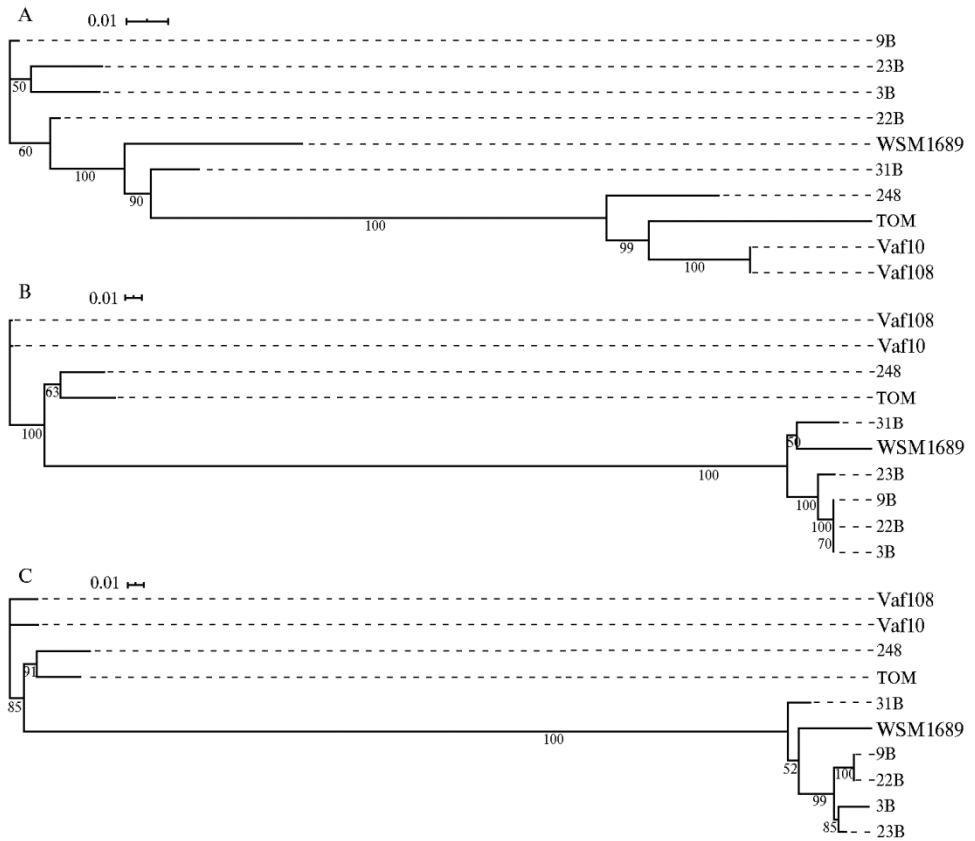 A
0.01
9B
23B
50
3B
22B
60
WSM1689
100
31B
90
248
100
TOM
99
Vaf10
100
Vaf108
B
0.01
Vaf108
Vaf10
248
63
TOM
31B
100
50
WSM1689
100
23B
100
9B
100
22B
70
3B
C
0.01
Vaf108
Vaf10
248
91
TOM
31B
85
WSM1689
100
9B
52
100
22B
99
3B
85
23B